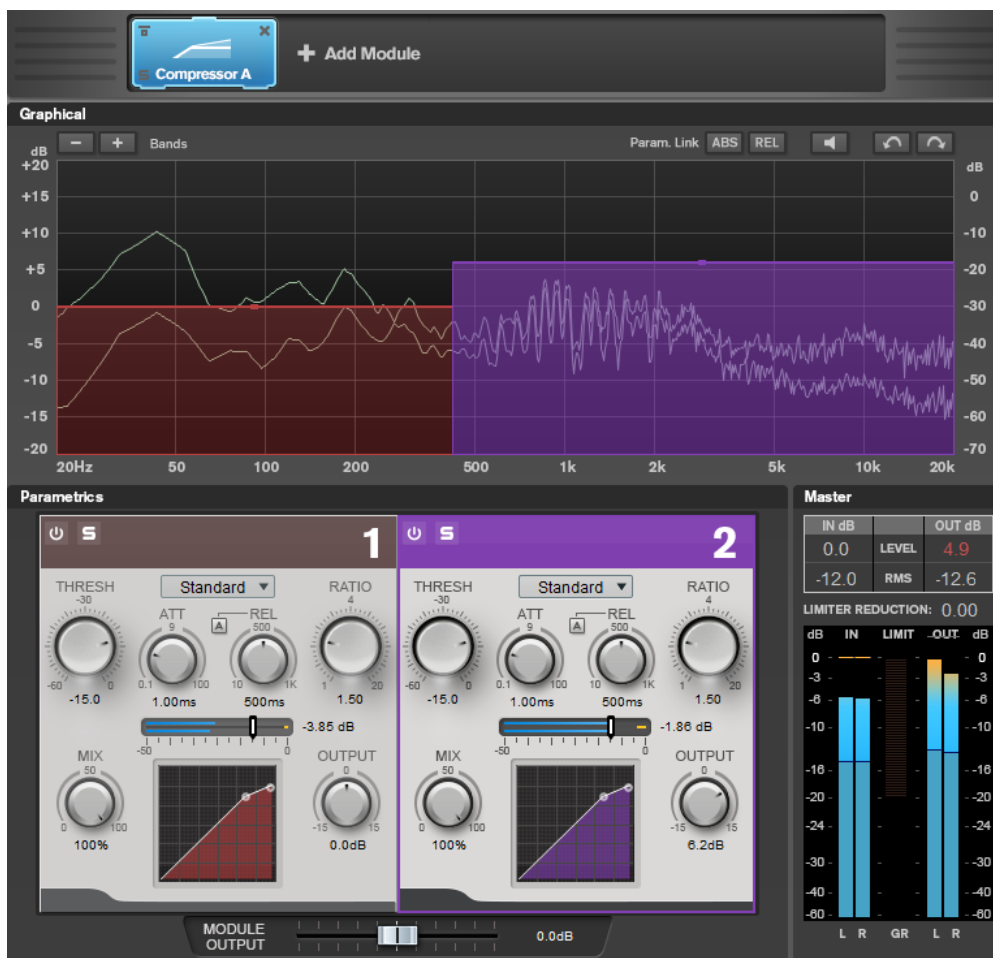 S Compressor A
+ Add Module
Graphical
− + Bands Param. Link ABS REL
dB dB
+20
+15 0
+10 -10
+5 -20
0 -30
-5 -40
-10 -50
-15 -60
-20 -70
20Hz 50 100 200 500 1k 2k 5k 10k 20k
Parametrics
S 1
THRESH Standard RATIO
-30 4
ATT REL
9 A 500
-60 0 0.1 100 10 1K 1 20
-15.0 1.00ms 500ms 1.50
-3.85 dB
-50 0
MIX OUTPUT
50 0
0 100 -15 15
100% 0.0dB
S 2
THRESH Standard RATIO
-30 4
ATT REL
9 A 500
-60 0 0.1 100 10 1K 1 20
-15.0 1.00ms 500ms 1.50
-1.86 dB
-50 0
MIX OUTPUT
50 0
0 100 -15 15
100% 6.2dB
MODULE
OUTPUT
0.0dB
Master
IN dB OUT dB
0.0 LEVEL 4.9
-12.0 RMS -12.6
LIMITER REDUCTION: 0.00
dB IN LIMIT OUT dB
0 0
-3 -3
-6 -6
-10 -10
-16 -16
-20 -20
-24 -24
-30 -30
-40 -40
-60 -60
L R GR L R